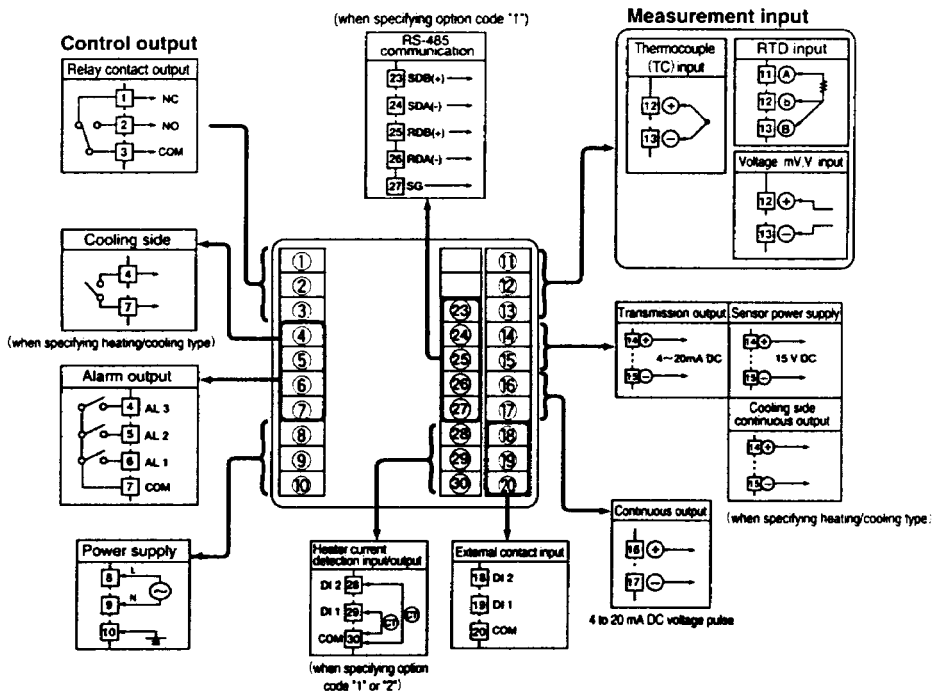 Control output
Relay contact output
1 NC
2 NO
3 COM
(when specifying option code "1")
RS-485
communication
23 SDB(+)
24 SDA(-)
25 RDB(+)
26 RDA(-)
27 SG
Measurement input
Thermocouple
(TC) input
12 +
13 −
RTD input
11 A
12 b
13 B
Voltage mV,V input
12 +
13 −
Cooling side
4
7
(when specifying heating/cooling type)
Alarm output
4 AL 3
5 AL 2
6 AL 1
7 COM
Power supply
8 L
9 N
10
1 11
2 12
3 23 13
4 24 14
5 25 15
6 26 16
7 27 17
8 28 18
9 29 19
10 30 20
Transmission output
14 +
4~20mA DC
15 −
Sensor power supply
14 +
15 V DC
15 −
Cooling side
continuous output
14 +
15 −
(when specifying heating/cooling type)
Continuous output
16 +
17 −
4 to 20 mA DC voltage pulse
Heater current
detection input/output
DI 2 28
DI 1 29 CT CT
COM 30
(when specifying option
code "1" or "2")
External contact input
18 DI 2
19 DI 1
20 COM